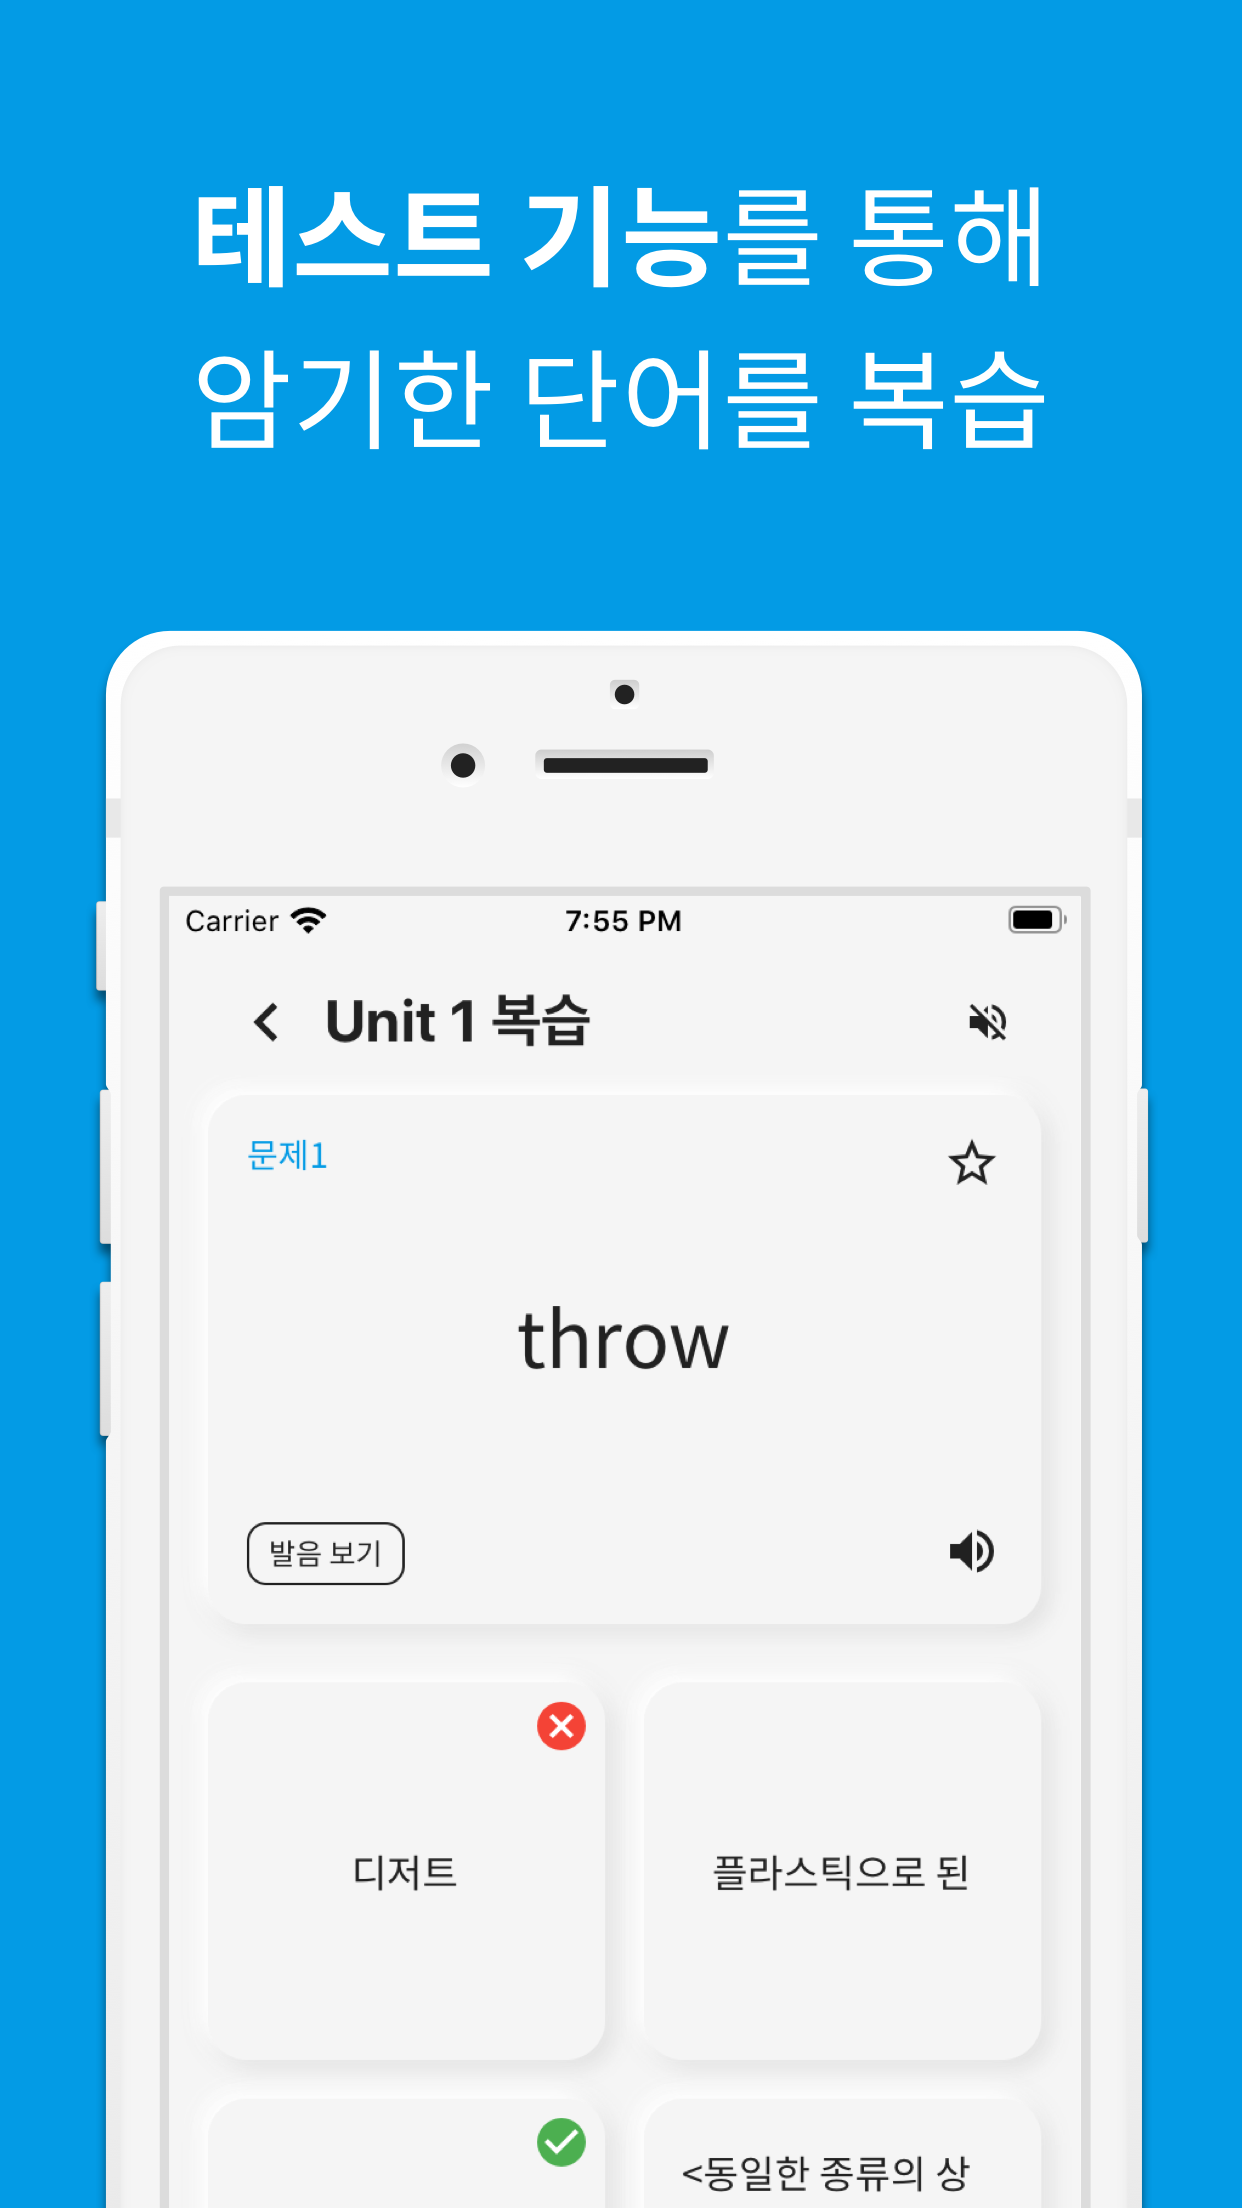 테스트 기능를 통해
암기한 단어를 복습
Carrier 7:55 PM
Unit 1 복습
문제1
throw
발음 보기
디저트
플라스틱으로 된
<동일한 종류의 상